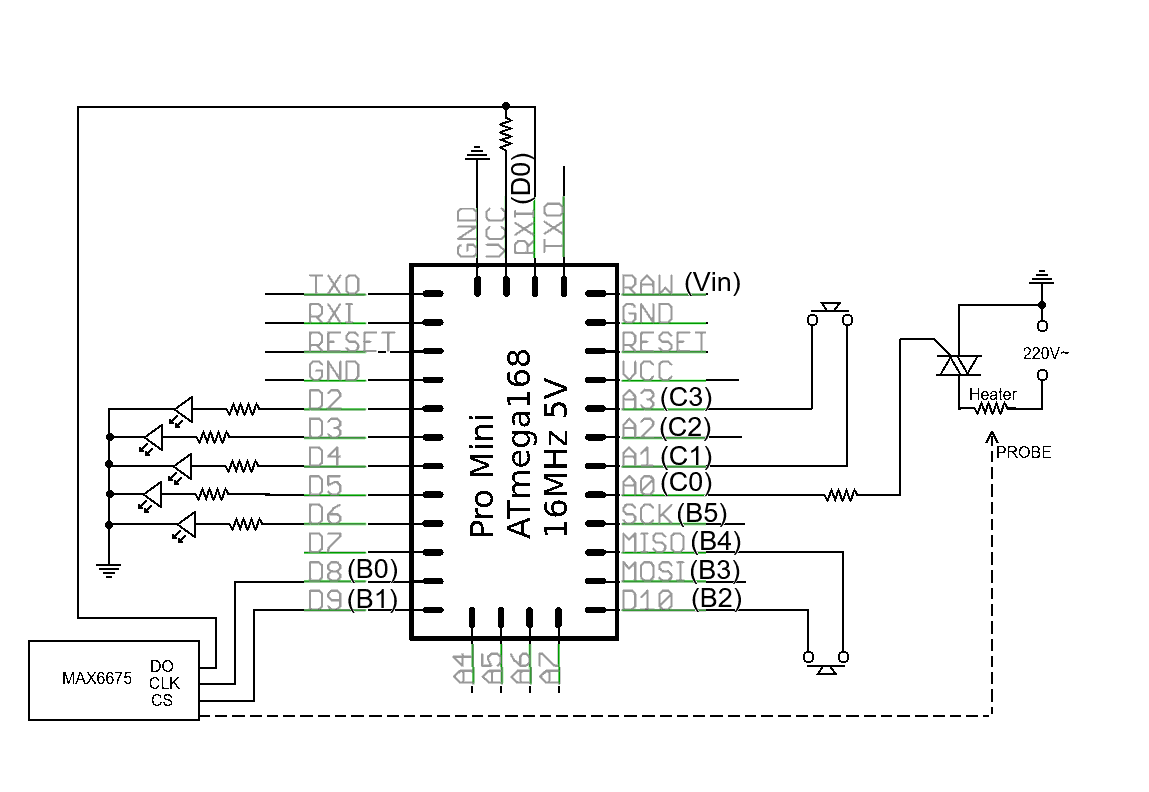 GND
VCC
RXI (D0)
TXO
TXO
RXI
RESET
GND
D2
D3
D4
D5
D6
D7
D8 (B0)
D9 (B1)
Pro Mini
ATmega168
16MHz 5V
RAW (Vin)
GND
RESET
VCC
A3 (C3)
A2 (C2)
A1 (C1)
A0 (C0)
SCK (B5)
MISO (B4)
MOSI (B3)
D10 (B2)
A4
A5
A6
A7
220V~
Heater
PROBE
MAX6675
DO
CLK
CS